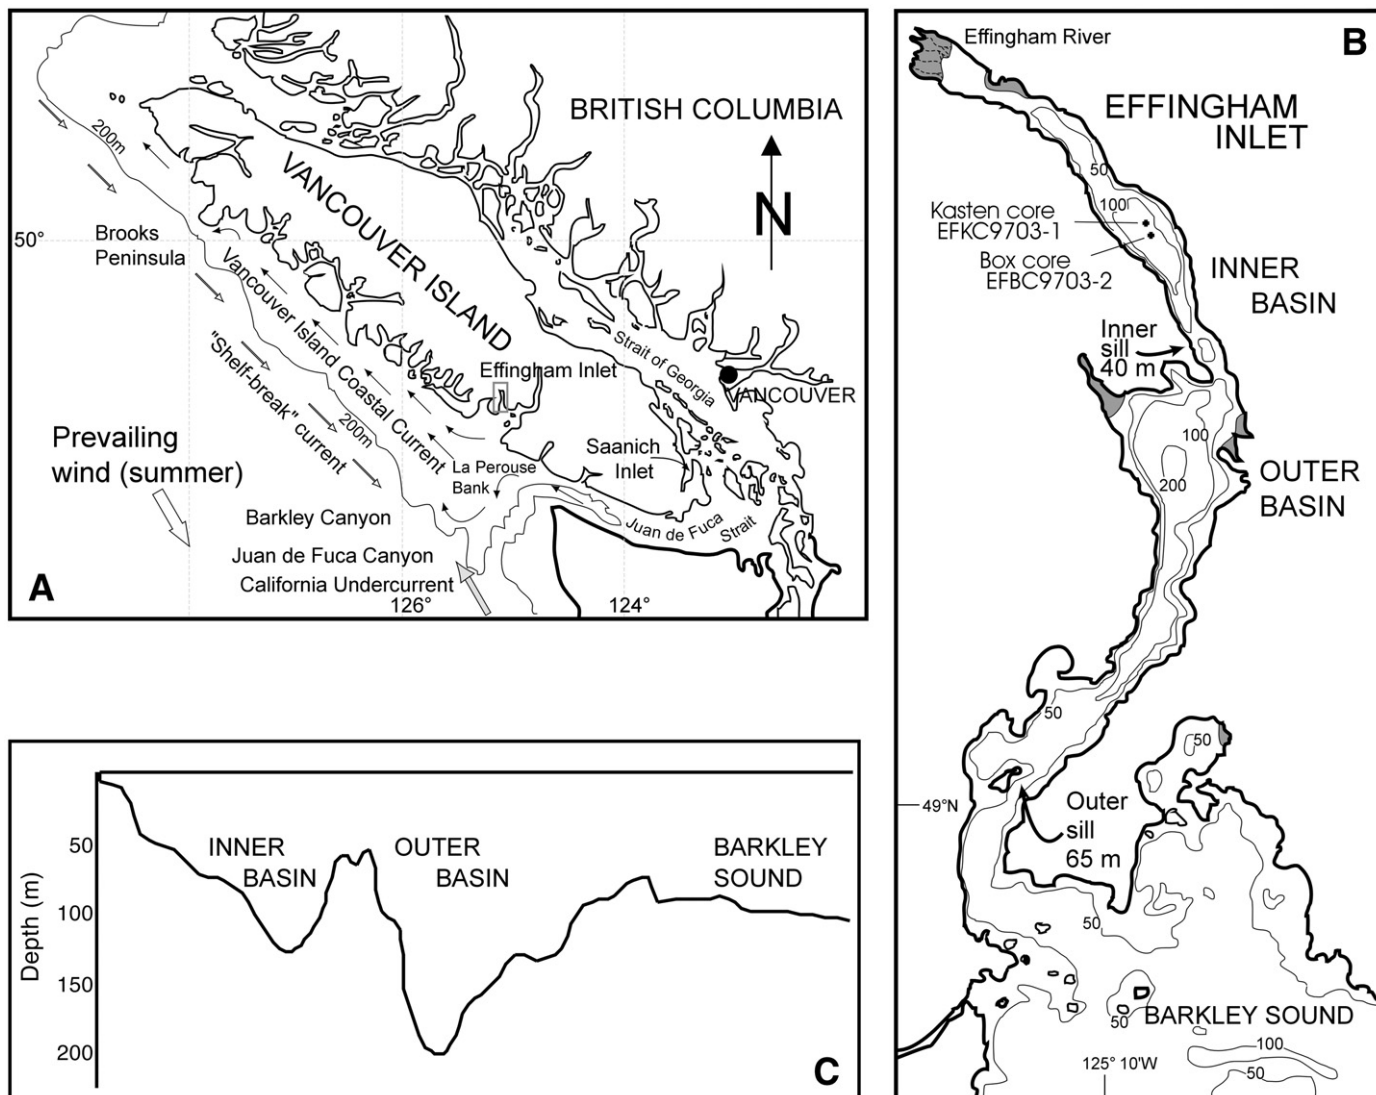 BRITISH COLUMBIA
N
VANCOUVER ISLAND
200m
50°
Brooks
Peninsula
Vancouver Island Coastal Current
"Shelf-break" current
200m
Prevailing
wind (summer)
Effingham Inlet
Strait of Georgia
VANCOUVER
Saanich
Inlet
La Perouse
Bank
Juan de Fuca
Strait
Barkley Canyon
Juan de Fuca Canyon
California Undercurrent
126°
124°
A
B
Effingham River
EFFINGHAM
INLET
50
100
Kasten core
EFKC9703-1
Box core
EFBC9703-2
INNER
BASIN
Inner
sill
40 m
100
200
OUTER
BASIN
50
50
49°N
Outer
sill
65 m
50
50
BARKLEY SOUND
100
50
125° 10'W
INNER
BASIN
OUTER
BASIN
BARKLEY
SOUND
Depth (m)
50
100
150
200
C